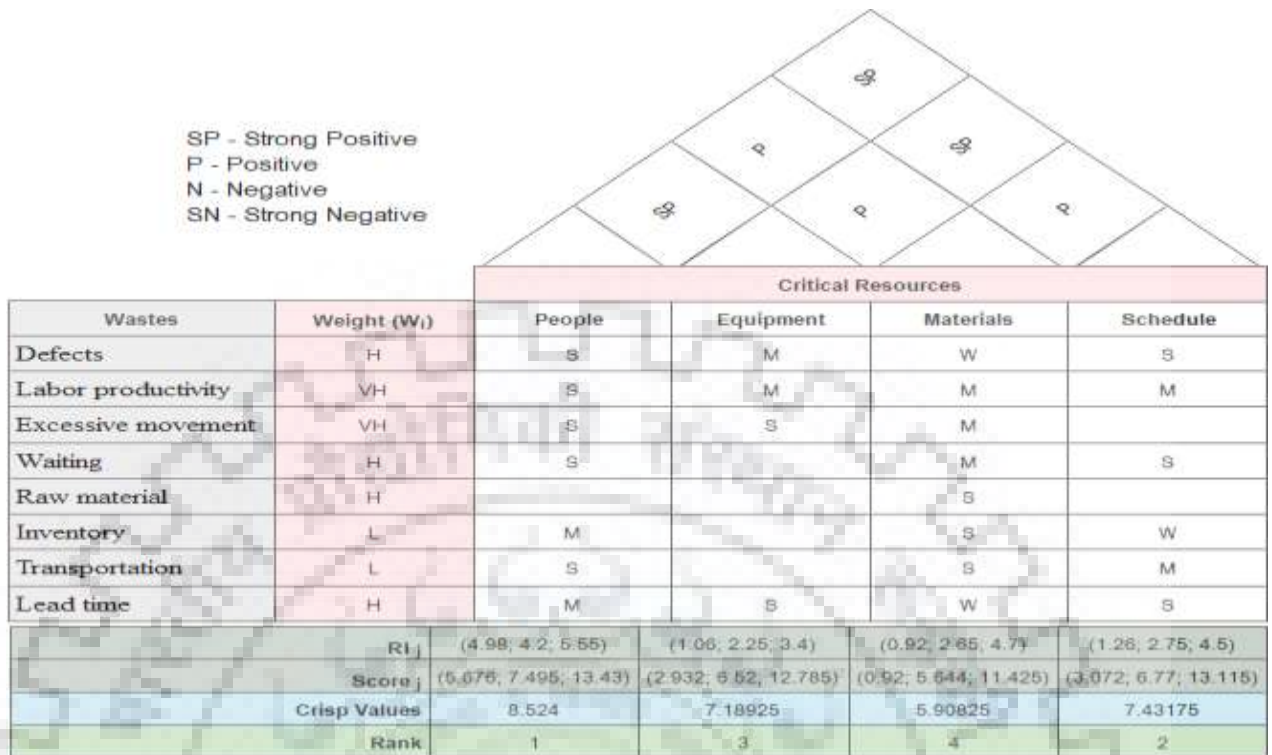 SP
P
SP
SP
P
P
SP - Strong Positive
P - Positive
N - Negative
SN - Strong Negative
Critical Resources
Wastes Weight (Wi) People Equipment Materials Schedule
Defects H S M W S
Labor productivity VH S M M M
Excessive movement VH S S M
Waiting H S M S
Raw material H S
Inventory L M S W
Transportation L S S M
Lead time H M S W S
RI j (4.98; 4.2; 5.55) (1.06; 2.25; 3.4) (0.92; 2.65; 4.7) (1.26; 2.75; 4.5)
Score j (5.676; 7.495; 13.43) (2.932; 6.52; 12.785) (0.92; 5.644; 11.425) (3.072; 6.77; 13.115)
Crisp Values 8.524 7.18925 5.90825 7.43175
Rank 1 3 4 2